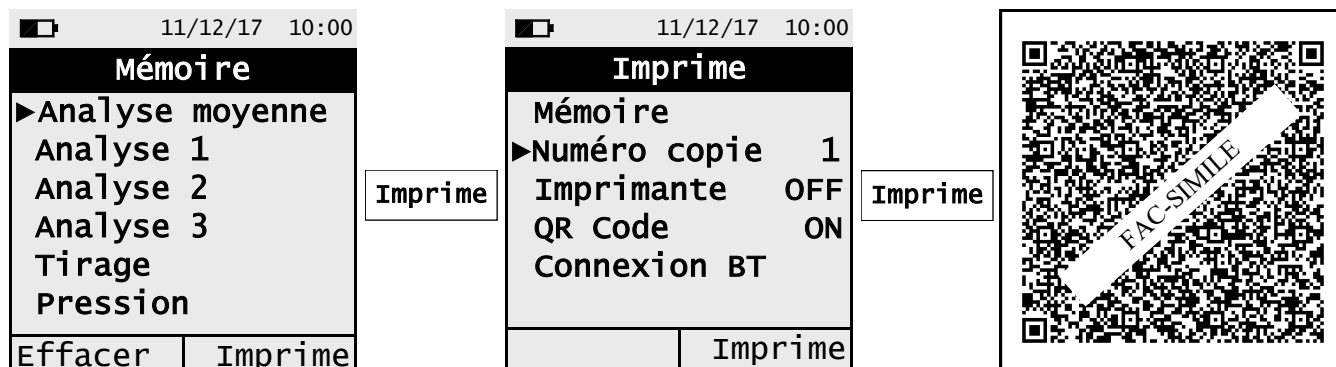 11/12/17 10:00
Mémoire
►Analyse moyenne
Analyse 1
Analyse 2
Analyse 3
Tirage
Pression
Effacer Imprime
Imprime
11/12/17 10:00
Imprime
Mémoire
►Numéro copie 1
Imprimante OFF
QR Code ON
Connexion BT
Imprime
Imprime
FAC-SIMILE